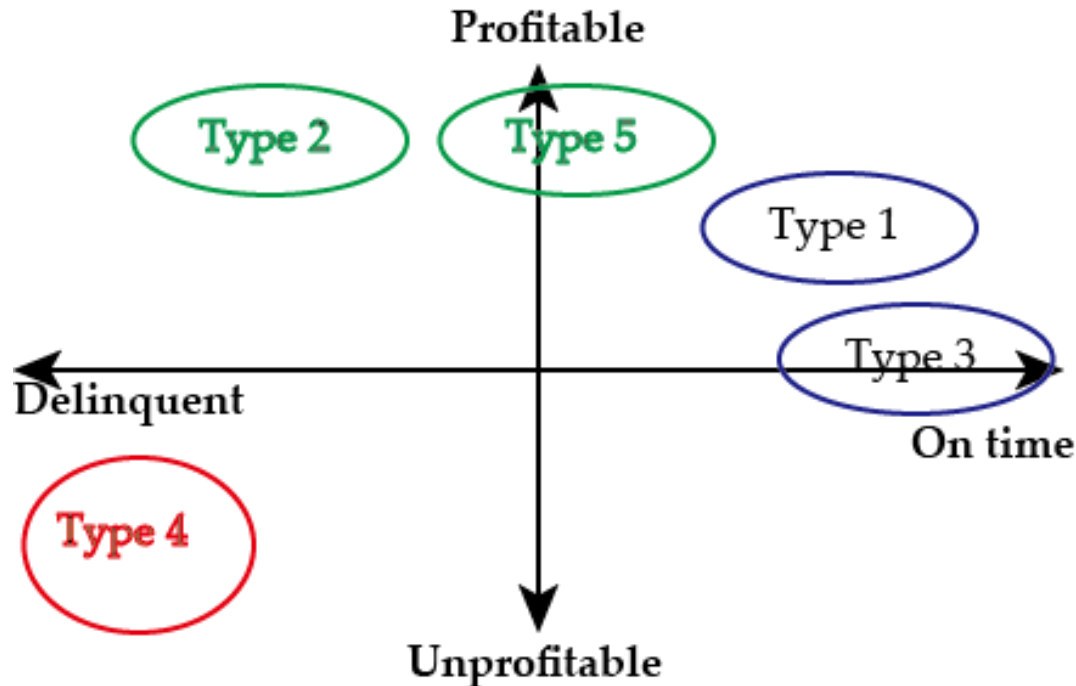 Profitable
Type 2
Type 5
Type 1
Type 3
Delinquent
On time
Type 4
Unprofitable